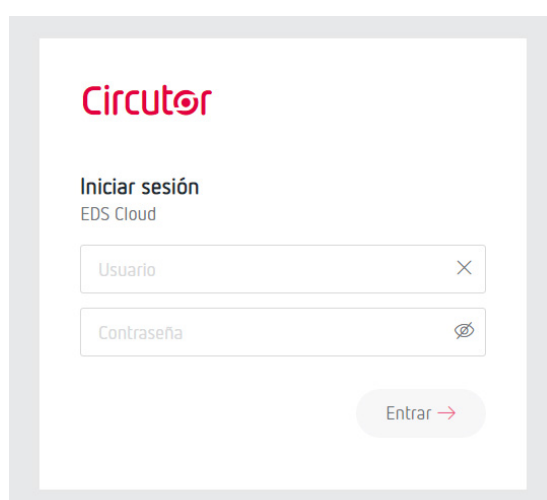 Circutor
Iniciar sesión
EDS Cloud
Usuario
Contraseña
Entrar →